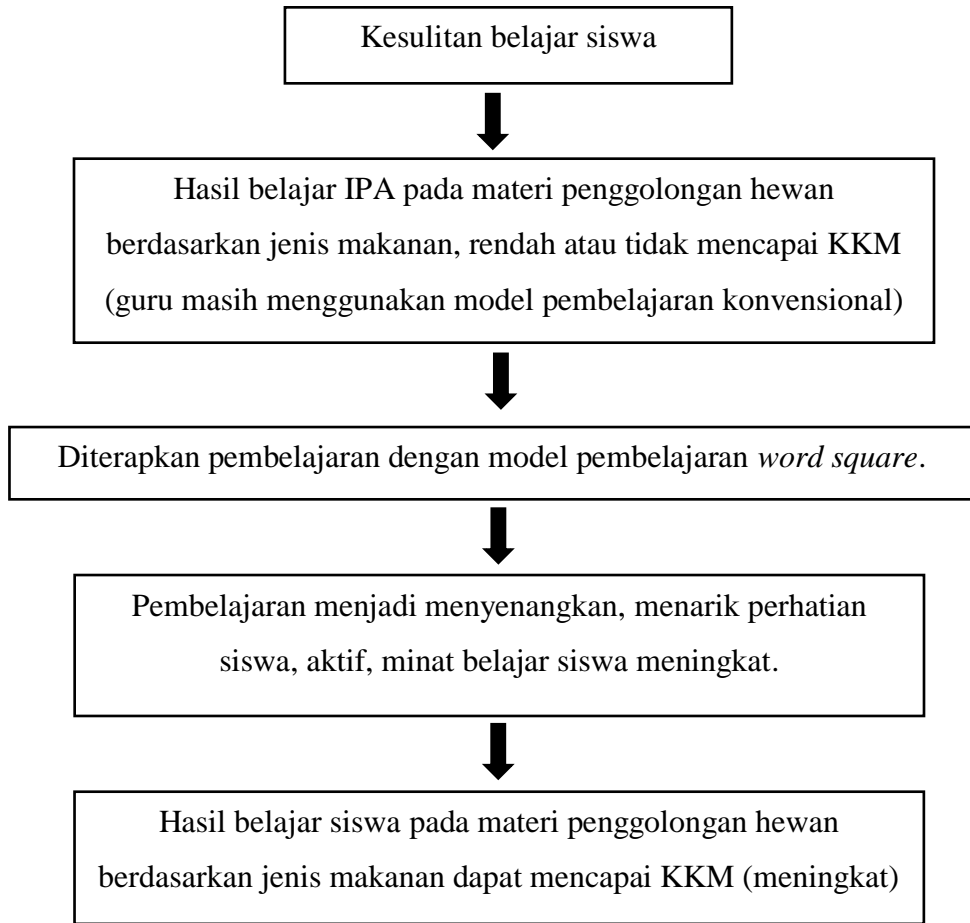 Kesulitan belajar siswa
Hasil belajar IPA pada materi penggolongan hewan
berdasarkan jenis makanan, rendah atau tidak mencapai KKM
(guru masih menggunakan model pembelajaran konvensional)
Diterapkan pembelajaran dengan model pembelajaran word square.
Pembelajaran menjadi menyenangkan, menarik perhatian
siswa, aktif, minat belajar siswa meningkat.
Hasil belajar siswa pada materi penggolongan hewan
berdasarkan jenis makanan dapat mencapai KKM (meningkat)